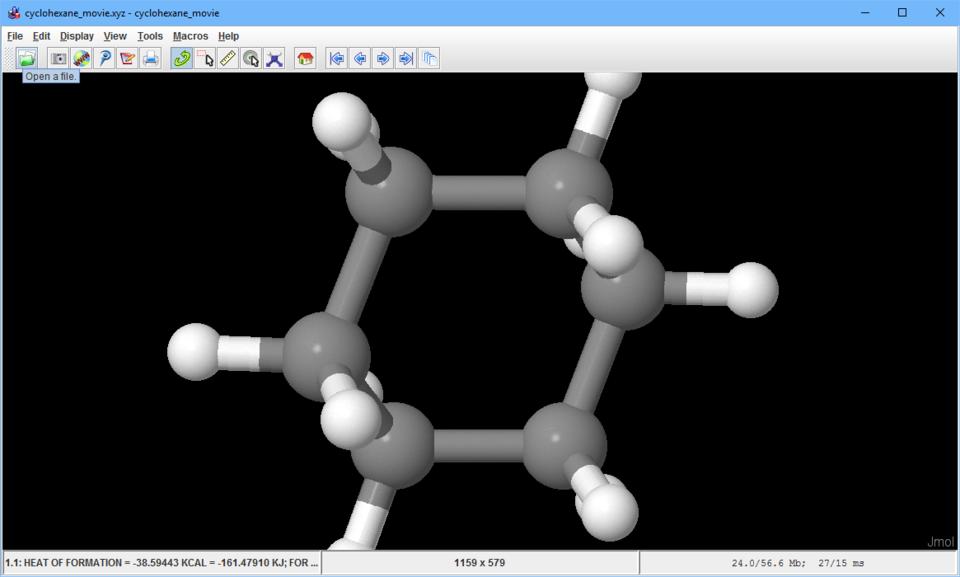 cyclohexane_movie.xyz - cyclohexane_movie
File Edit Display View Tools Macros Help
Open a file.
Jmol
1.1: HEAT OF FORMATION = -38.59443 KCAL = -161.47910 KJ; FOR ...
1159 x 579
24.0/56.6 Mb; 27/15 ms